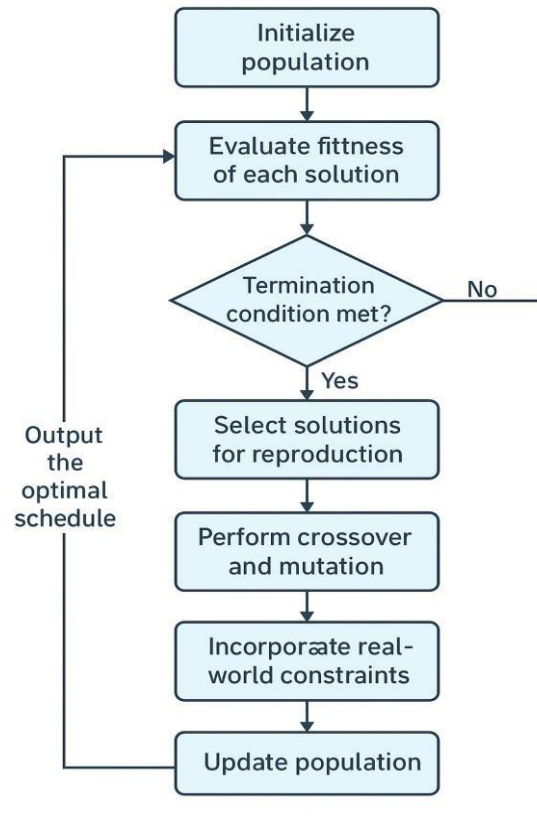 Initialize
population
Evaluate fittness
of each solution
Termination
condition met?
No
Yes
Select solutions
for reproduction
Output
the
optimal
schedule
Perform crossover
and mutation
Incorporæate real-
world constraints
Update population